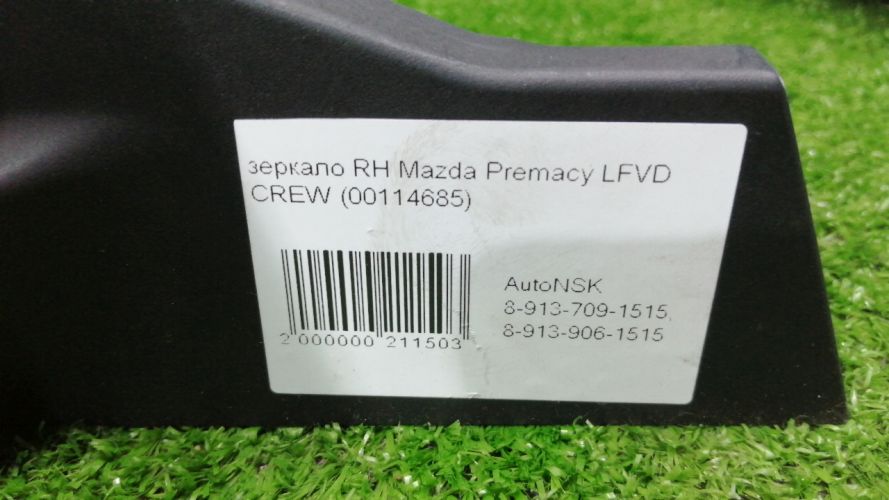 зеркало RH Mazda Premacy LFVD
CREW (00114685)
2 000000 211503
AutoNSK
8-913-709-1515,
8-913-906-1515